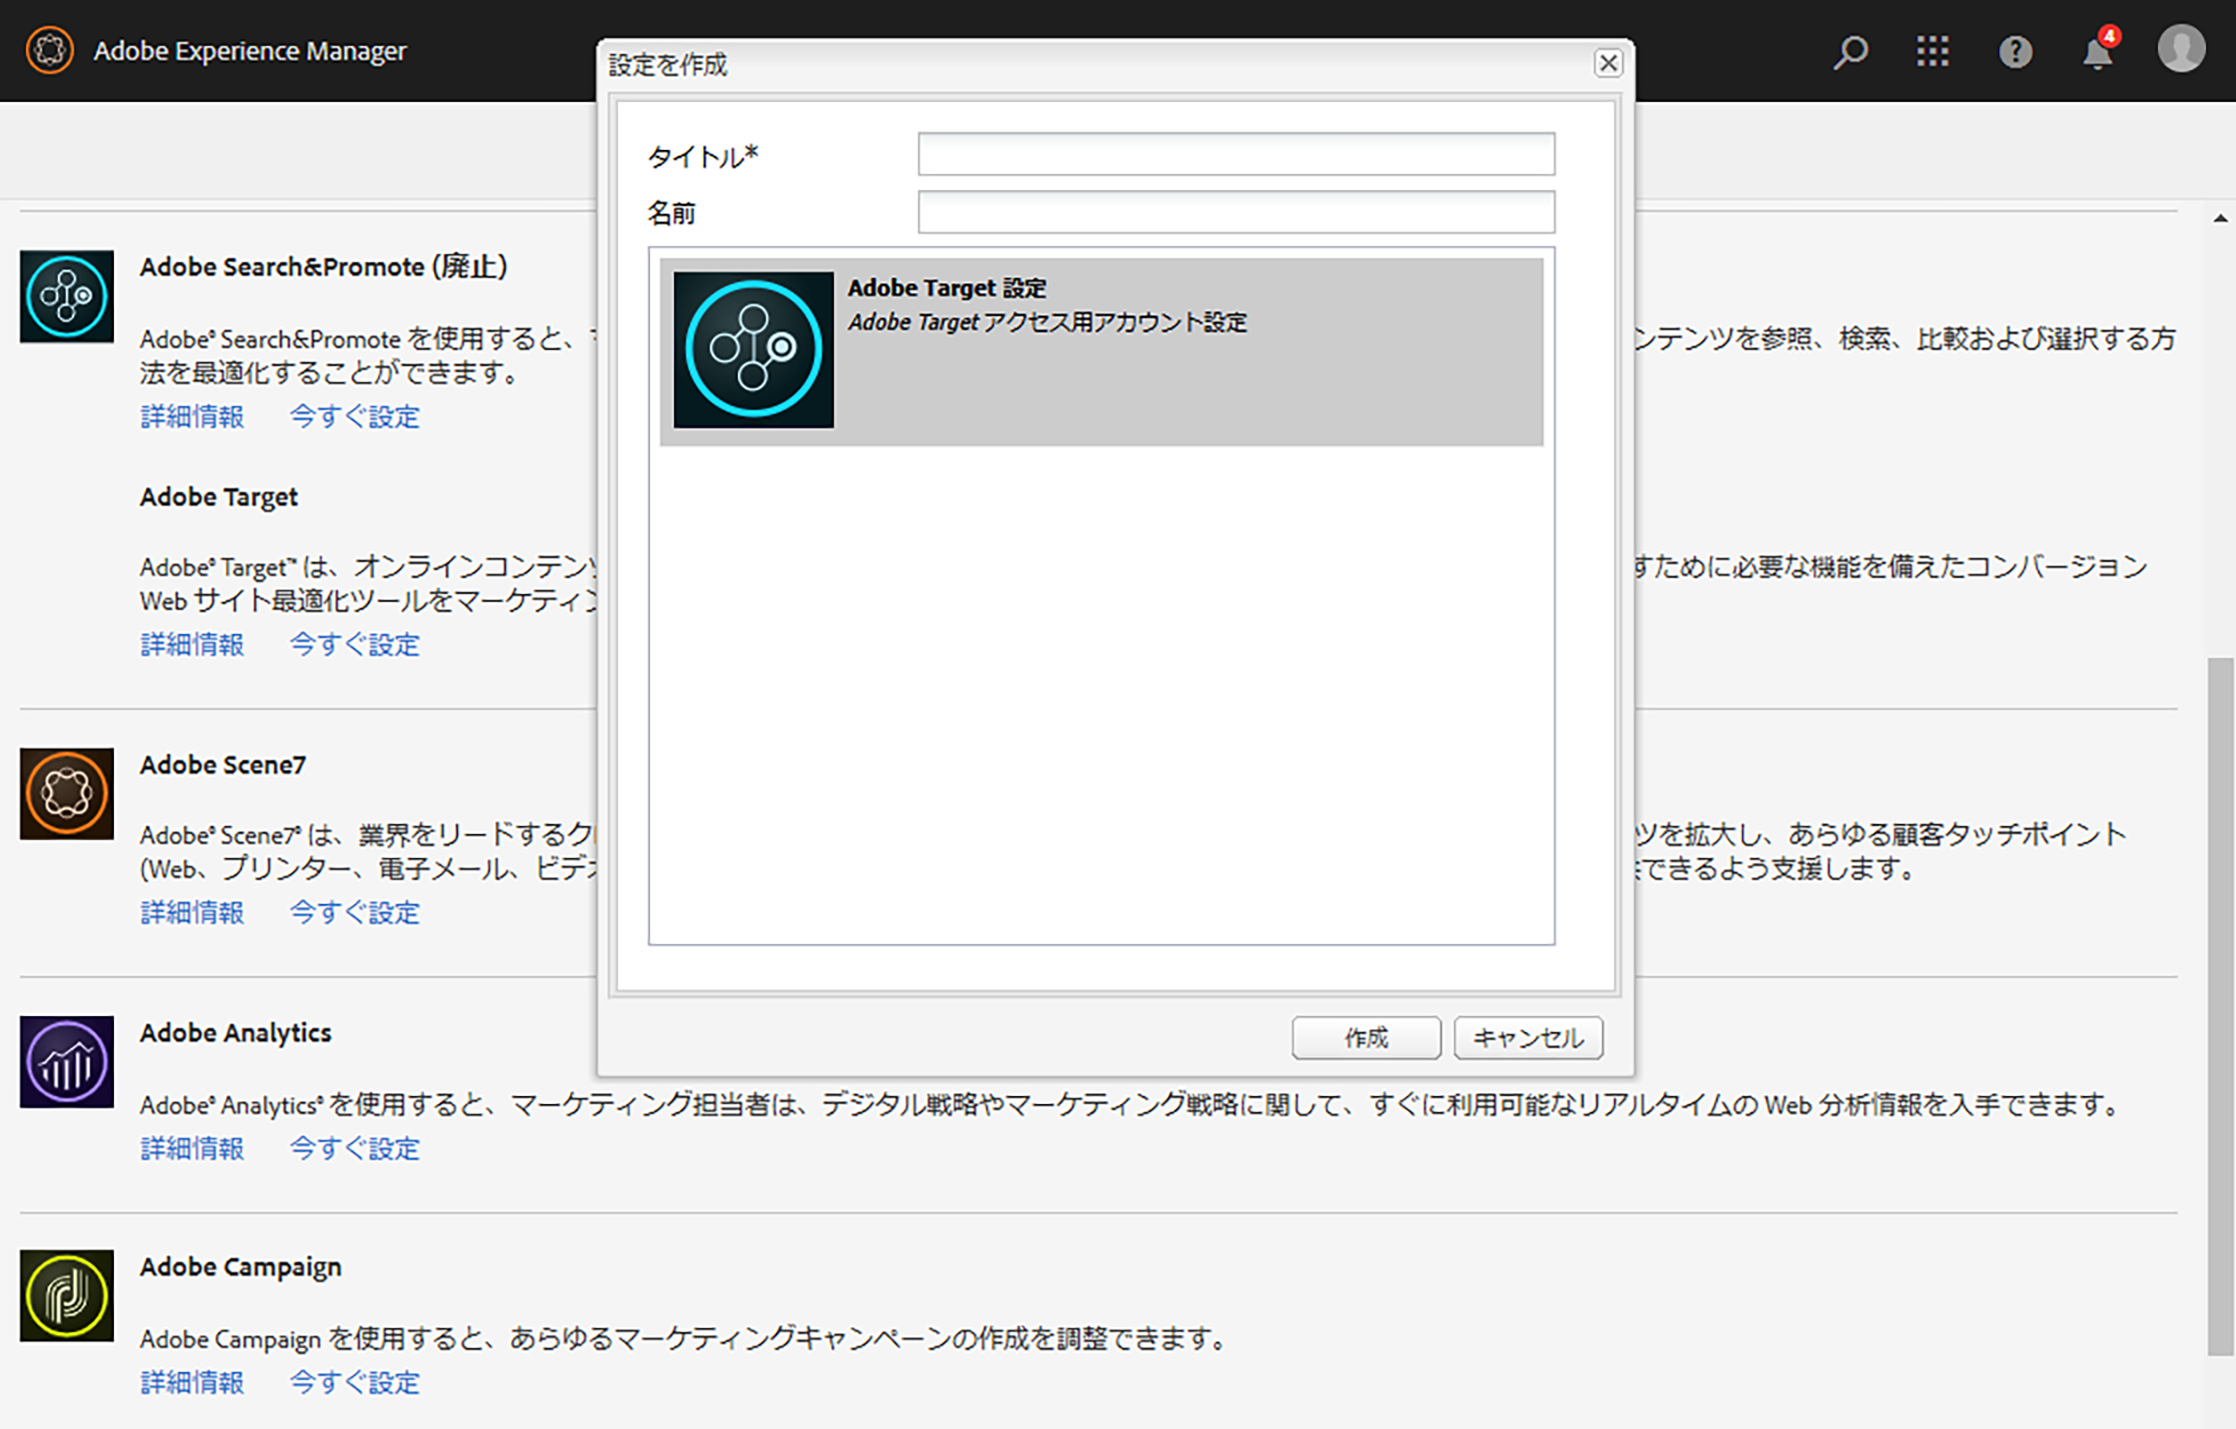 Adobe Experience Manager
4
設定を作成
タイトル*
名前
Adobe Target 設定
Adobe Target アクセス用アカウント設定
作成
キャンセル
Adobe Search&Promote (廃止)
Adobe® Search&Promote を使用すると、 ンテンツを参照、検索、比較および選択する方
法を最適化することができます。
詳細情報 今すぐ設定
Adobe Target
Adobe® Target™ は、オンラインコンテン すために必要な機能を備えたコンバージョン
Web サイト最適化ツールをマーケティン
詳細情報 今すぐ設定
Adobe Scene7
Adobe® Scene7® は、業界をリードするク ツを拡大し、あらゆる顧客タッチポイント
(Web、プリンター、電子メール、ビデオ できるよう支援します。
詳細情報 今すぐ設定
Adobe Analytics
Adobe® Analytics® を使用すると、マーケティング担当者は、デジタル戦略やマーケティング戦略に関して、すぐに利用可能なリアルタイムの Web 分析情報を入手できます。
詳細情報 今すぐ設定
Adobe Campaign
Adobe Campaign を使用すると、あらゆるマーケティングキャンペーンの作成を調整できます。
詳細情報 今すぐ設定